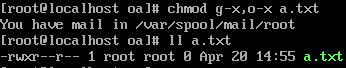 [root@localhost oa]# chmod g-x,o-x a.txt
You have mail in /var/spool/mail/root
[root@localhost oa]# ll a.txt
-rwxr--r-- 1 root root 0 Apr 20 14:55 a.txt